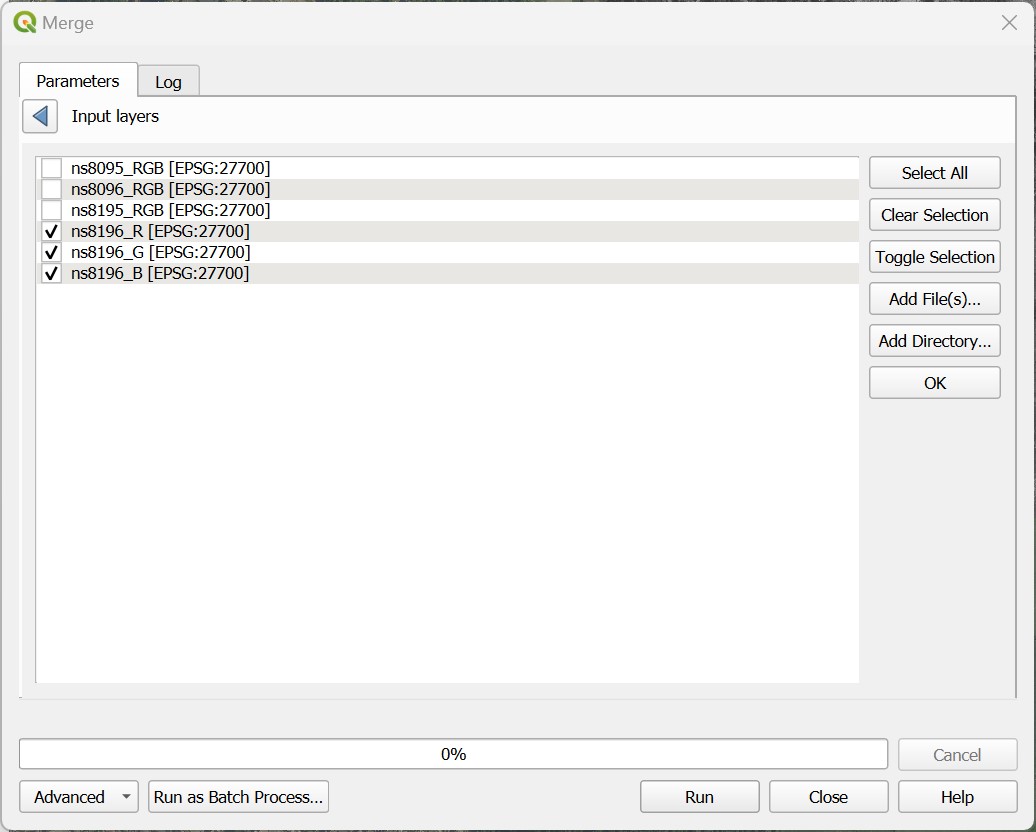 Merge
Parameters
Log
Input layers
ns8095_RGB [EPSG:27700]
ns8096_RGB [EPSG:27700]
ns8195_RGB [EPSG:27700]
ns8196_R [EPSG:27700]
ns8196_G [EPSG:27700]
ns8196_B [EPSG:27700]
Select All
Clear Selection
Toggle Selection
Add File(s)...
Add Directory...
OK
0%
Cancel
Advanced
Run as Batch Process...
Run
Close
Help